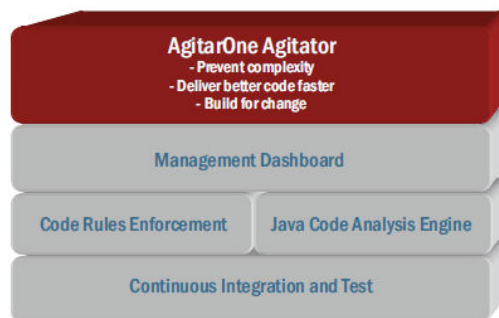 AgitarOne Agitator
- Prevent complexity
- Deliver better code faster
- Build for change
Management Dashboard
Code Rules Enforcement
Java Code Analysis Engine
Continuous Integration and Test